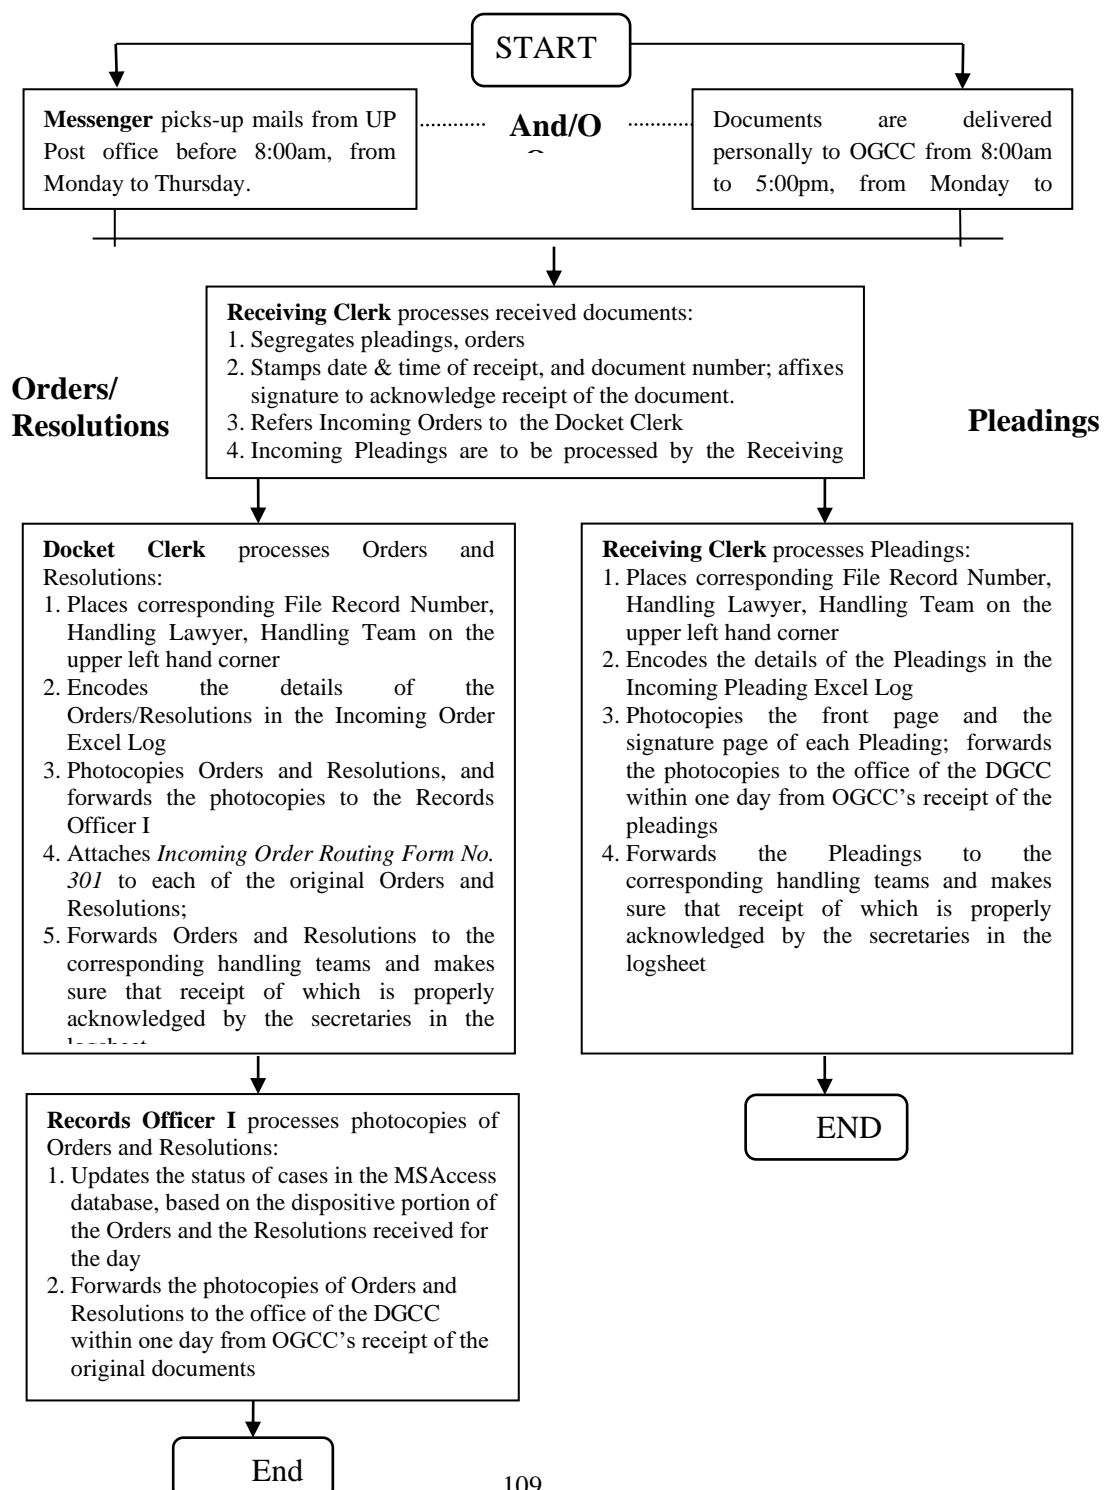 START
Messenger picks-up mails from UP
Post office before 8:00am, from
Monday to Thursday.
And/O
Documents are delivered
personally to OGCC from 8:00am
to 5:00pm, from Monday to
Receiving Clerk processes received documents:
1. Segregates pleadings, orders
2. Stamps date & time of receipt, and document number; affixes
signature to acknowledge receipt of the document.
3. Refers Incoming Orders to the Docket Clerk
4. Incoming Pleadings are to be processed by the Receiving
Orders/
Resolutions
Pleadings
Docket Clerk processes Orders and
Resolutions:
1. Places corresponding File Record Number,
Handling Lawyer, Handling Team on the
upper left hand corner
2. Encodes the details of the
Orders/Resolutions in the Incoming Order
Excel Log
3. Photocopies Orders and Resolutions, and
forwards the photocopies to the Records
Officer I
4. Attaches Incoming Order Routing Form No.
301 to each of the original Orders and
Resolutions;
5. Forwards Orders and Resolutions to the
corresponding handling teams and makes
sure that receipt of which is properly
acknowledged by the secretaries in the
Receiving Clerk processes Pleadings:
1. Places corresponding File Record Number,
Handling Lawyer, Handling Team on the
upper left hand corner
2. Encodes the details of the Pleadings in the
Incoming Pleading Excel Log
3. Photocopies the front page and the
signature page of each Pleading; forwards
the photocopies to the office of the DGCC
within one day from OGCC’s receipt of the
pleadings
4. Forwards the Pleadings to the
corresponding handling teams and makes
sure that receipt of which is properly
acknowledged by the secretaries in the
logsheet
Records Officer I processes photocopies of
Orders and Resolutions:
1. Updates the status of cases in the MSAccess
database, based on the dispositive portion of
the Orders and the Resolutions received for
the day
2. Forwards the photocopies of Orders and
Resolutions to the office of the DGCC
within one day from OGCC’s receipt of the
original documents
END
End
109